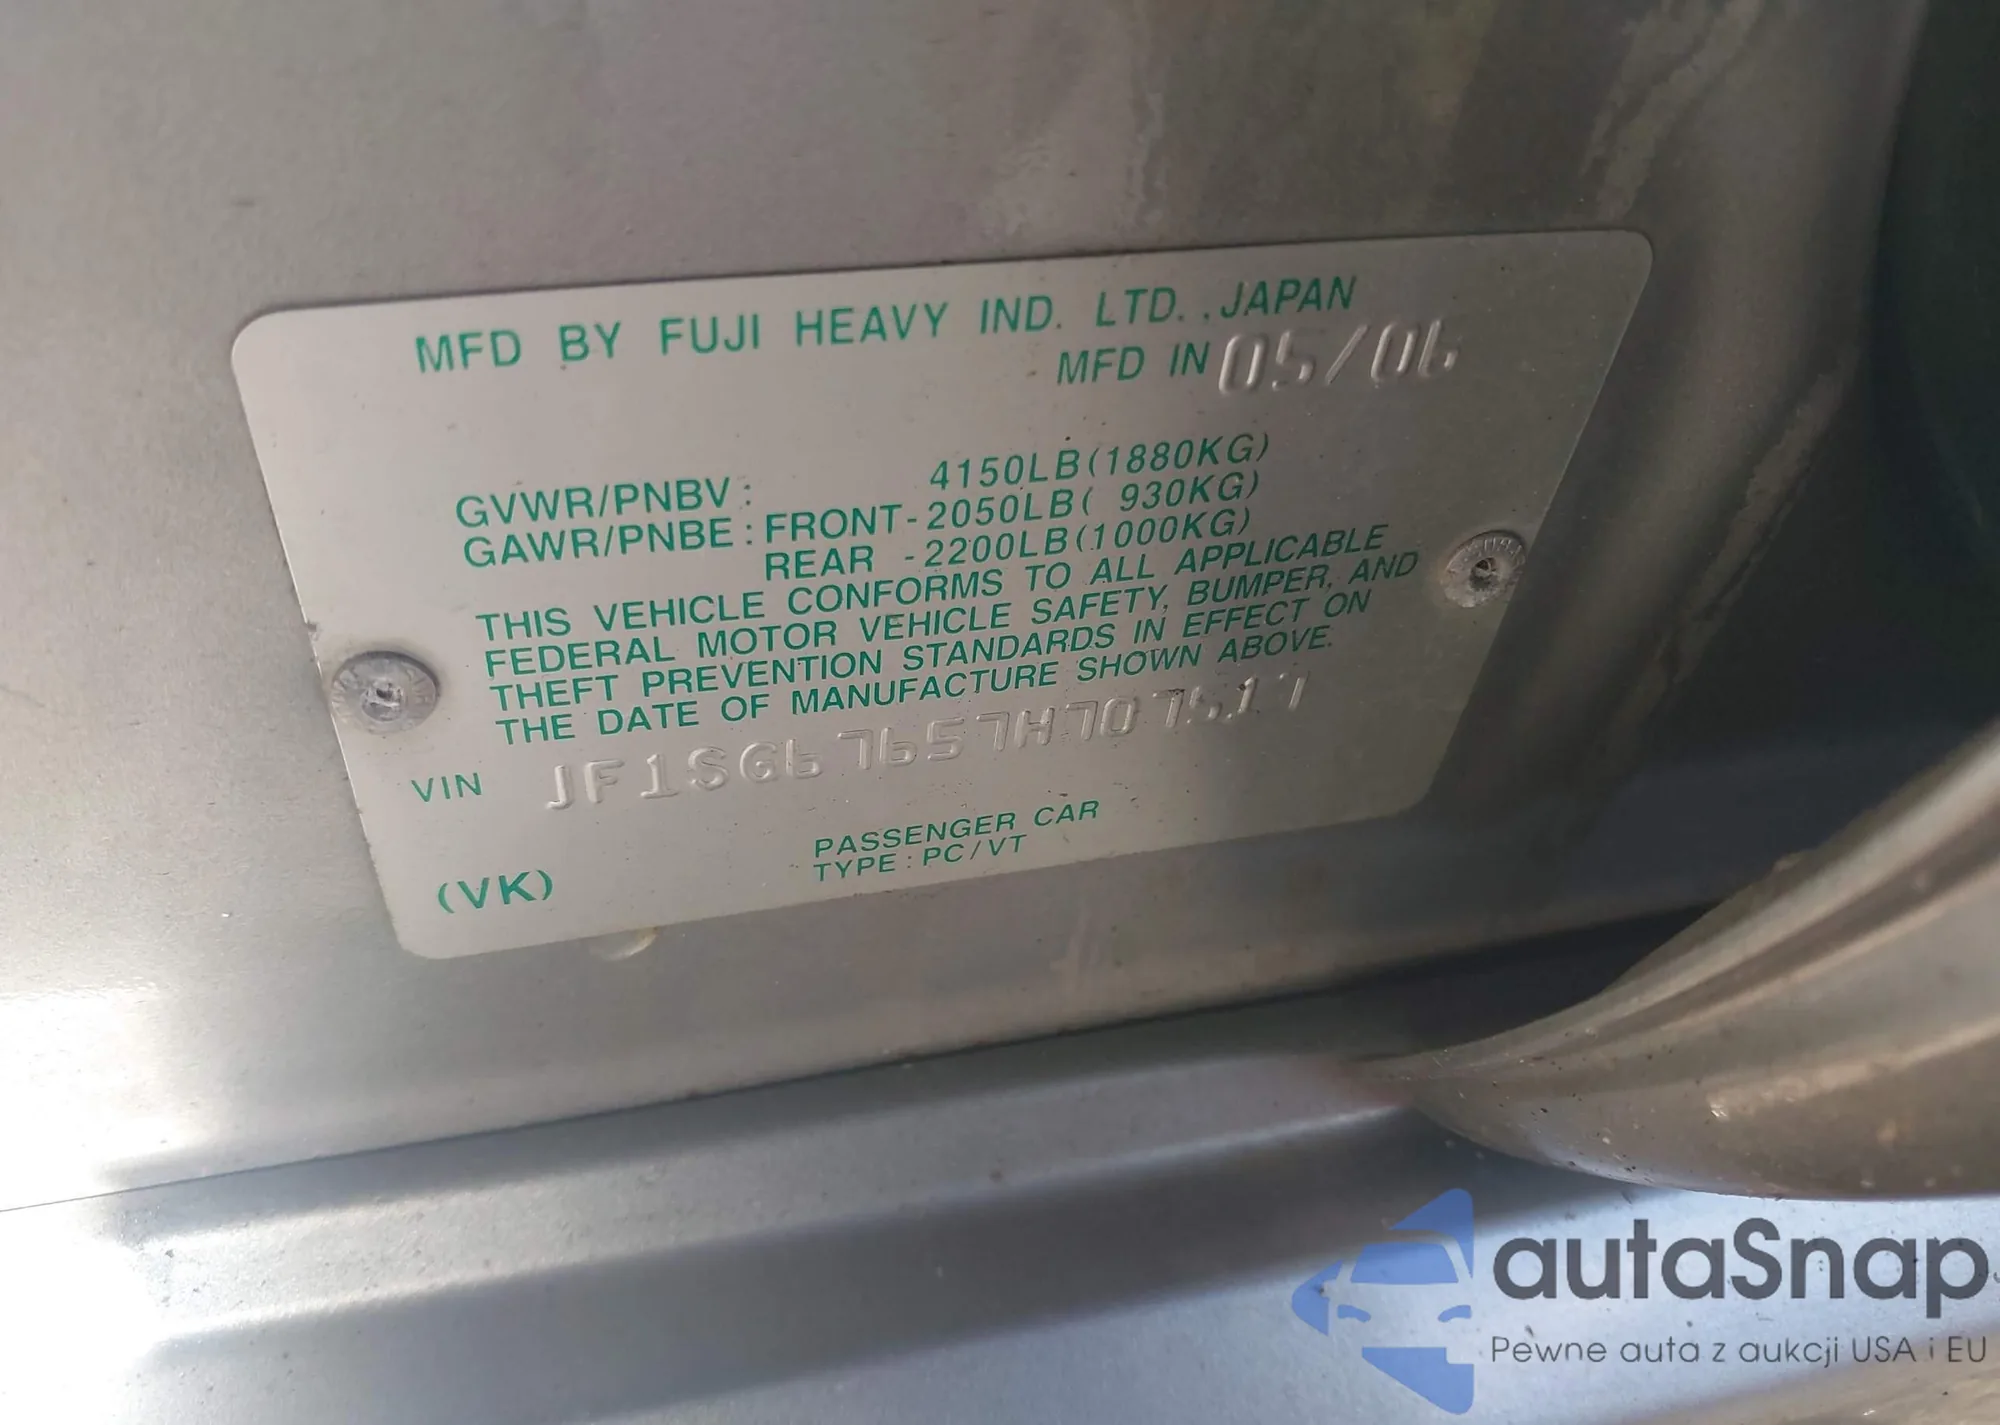 MFD BY FUJI HEAVY IND. LTD., JAPAN
MFD IN 05/06
GVWR/PNBV: 4150LB(1880KG)
GAWR/PNBE: FRONT-2050LB( 930KG)
REAR -2200LB(1000KG)
THIS VEHICLE CONFORMS TO ALL APPLICABLE
FEDERAL MOTOR VEHICLE SAFETY, BUMPER, AND
THEFT PREVENTION STANDARDS IN EFFECT ON
THE DATE OF MANUFACTURE SHOWN ABOVE.
VIN JF1SG67657H707517
PASSENGER CAR
TYPE: PC/VT
(VK)
autaSnap
Pewne auta z aukcji USA i EU